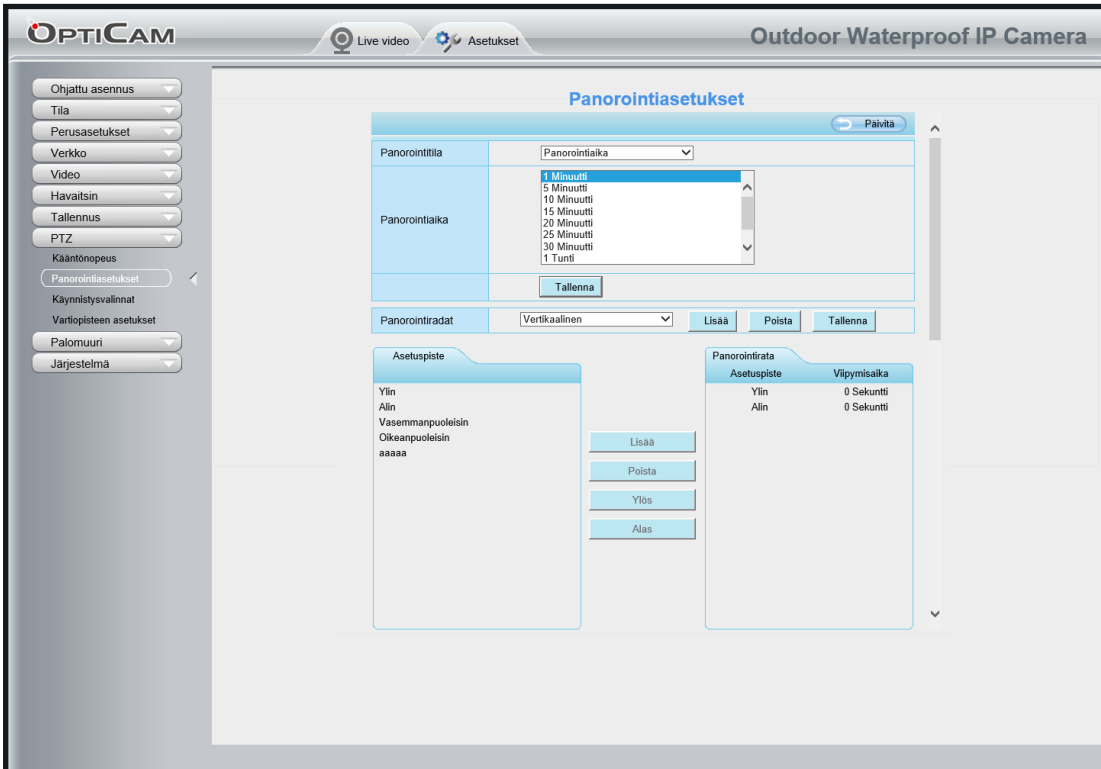 OPTICAM
Live video
Asetukset
Outdoor Waterproof IP Camera
Ohjattu asennus
Tila
Perusasetukset
Verkko
Video
Havaitsin
Tallennus
PTZ
Kääntönopeus
Panorointiasetukset
Käynnistysvalinnat
Vartiopisteen asetukset
Palomuuri
Järjestelmä
Panorointiasetukset
Päivitä
Panorointitila
Panorointiaika
Panorointiaika
1 Minuutti
5 Minuutti
10 Minuutti
15 Minuutti
20 Minuutti
25 Minuutti
30 Minuutti
1 Tunti
Tallenna
Panorointiradat
Vertikaalinen
Lisää
Poista
Tallenna
Asetuspiste
Ylin
Alin
Vasemmanpuoleisin
Oikeanpuoleisin
aaaaa
Lisää
Poista
Ylös
Alas
Panorointirata
Asetuspiste Viipymisaika
Ylin 0 Sekuntti
Alin 0 Sekuntti